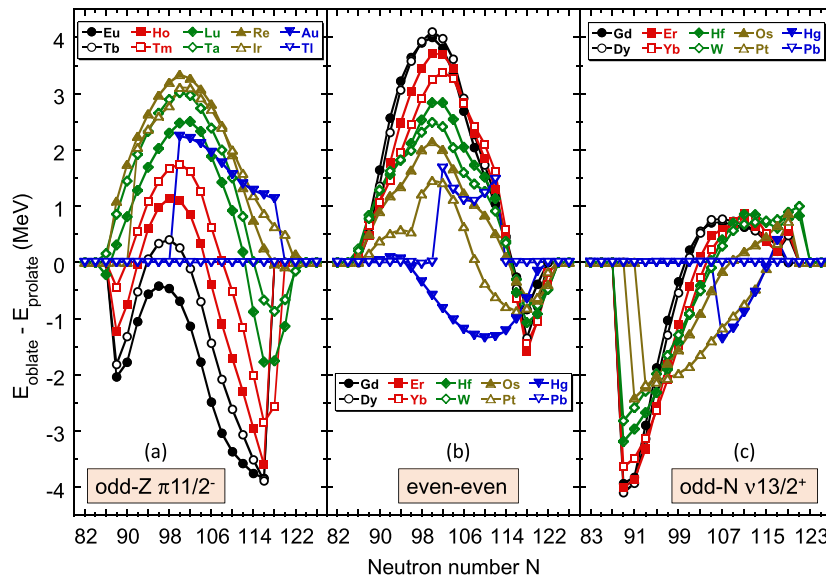 Eu Ho Lu Re Au
Tb Tm Ta Ir Tl
Gd Er Hf Os Hg
Dy Yb W Pt Pb
4
3
2
1
0
-1
-2
-3
-4
E_oblate - E_prolate (MeV)
Gd Er Hf Os Hg
Dy Yb W Pt Pb
(a) (b) (c)
odd-Z π11/2⁻ even-even odd-N ν13/2⁺
82 90 98 106 114 122 82 90 98 106 114 122 83 91 99 107 115 123
Neutron number N